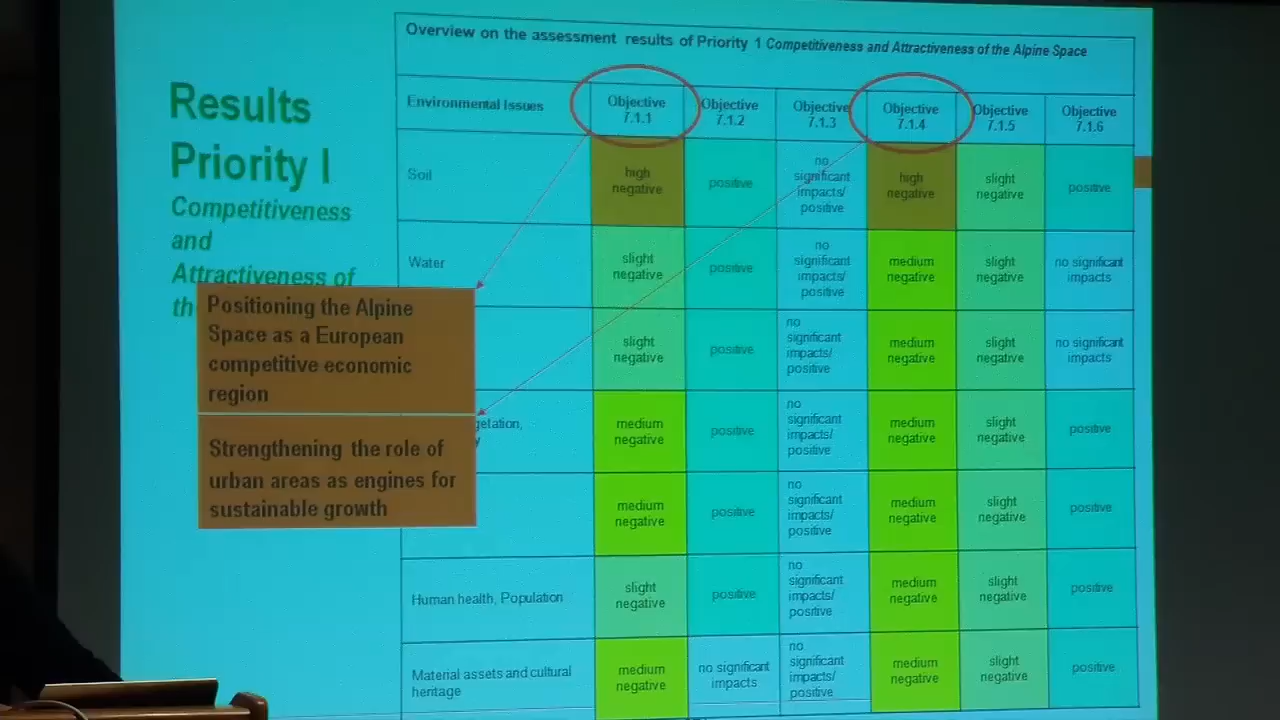 Results
Priority I
Competitiveness
and
Attractiveness of
th
Positioning the Alpine
Space as a European
competitive economic
region
Strengthening the role of
urban areas as engines for
sustainable growth
Overview on the assessment results of Priority 1 Competitiveness and Attractiveness of the Alpine Space
Environmental Issues
Objective
7.1.1
Objective
7.1.2
Objective
7.1.3
Objective
7.1.4
Objective
7.1.5
Objective
7.1.6
Soil
high
negative
positive
no
significant
impacts/
positive
high
negative
slight
negative
positive
Water
slight
negative
positive
no
significant
impacts/
positive
medium
negative
slight
negative
no significant
impacts
slight
negative
positive
no
significant
impacts/
positive
medium
negative
slight
negative
no significant
impacts
getation,
y
medium
negative
positive
no
significant
impacts/
positive
medium
negative
slight
negative
positive
medium
negative
positive
no
significant
impacts/
positive
medium
negative
slight
negative
positive
Human health, Population
slight
negative
positive
no
significant
impacts/
positive
medium
negative
slight
negative
positive
Material assets and cultural
heritage
medium
negative
no significant
impacts
no
significant
impacts/
positive
medium
negative
slight
negative
positive